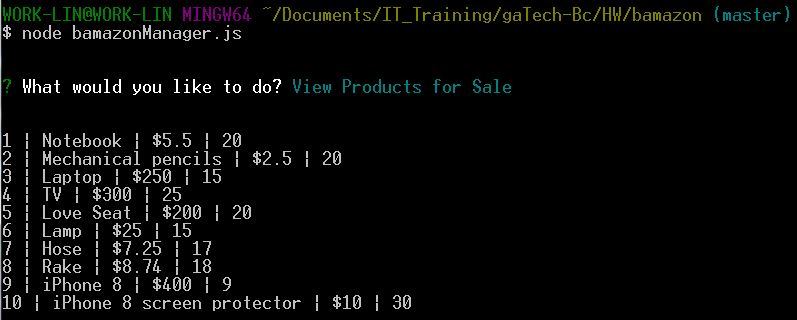 WORK-LIN@WORK-LIN MINGW64 ~/Documents/IT_Training/gaTech-Bc/HW/bamazon (master)
$ node bamazonManager.js
? What would you like to do? View Products for Sale
1 | Notebook | $5.5 | 20
2 | Mechanical pencils | $2.5 | 20
3 | Laptop | $250 | 15
4 | TV | $300 | 25
5 | Love Seat | $200 | 20
6 | Lamp | $25 | 15
7 | Hose | $7.25 | 17
8 | Rake | $8.74 | 18
9 | iPhone 8 | $400 | 9
10 | iPhone 8 screen protector | $10 | 30